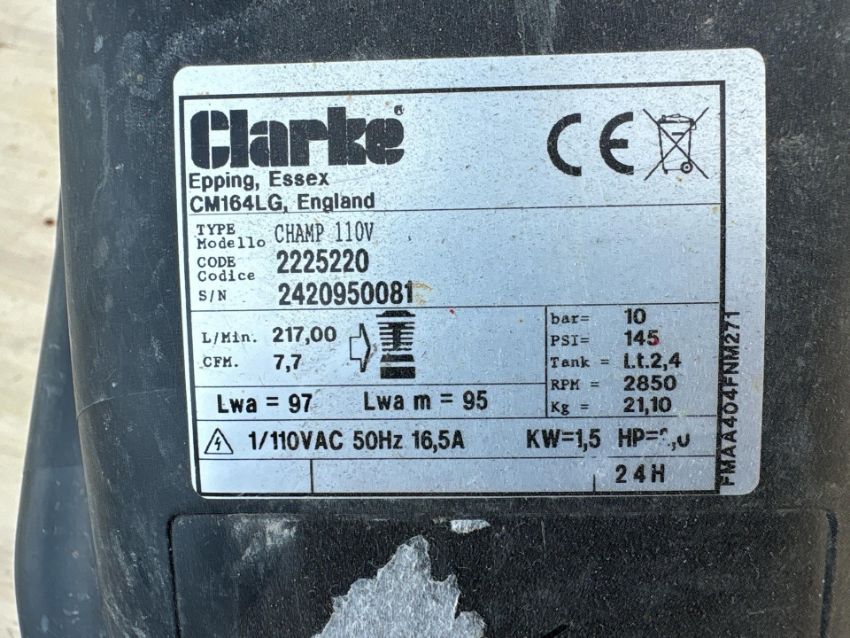 Clarke®
CE
Epping, Essex
CM164LG, England
TYPE
Modello CHAMP 110V
CODE
Codice 2225220
S/N 2420950081
L/Min. 217,00
CFM. 7,7
bar= 10
PSI= 145
Tank = Lt.2,4
RPM = 2850
Kg = 21,10
Lwa = 97 Lwa m = 95
1/110VAC 50Hz 16,5A KW=1,5 HP=
24H
FMAA404FNM271